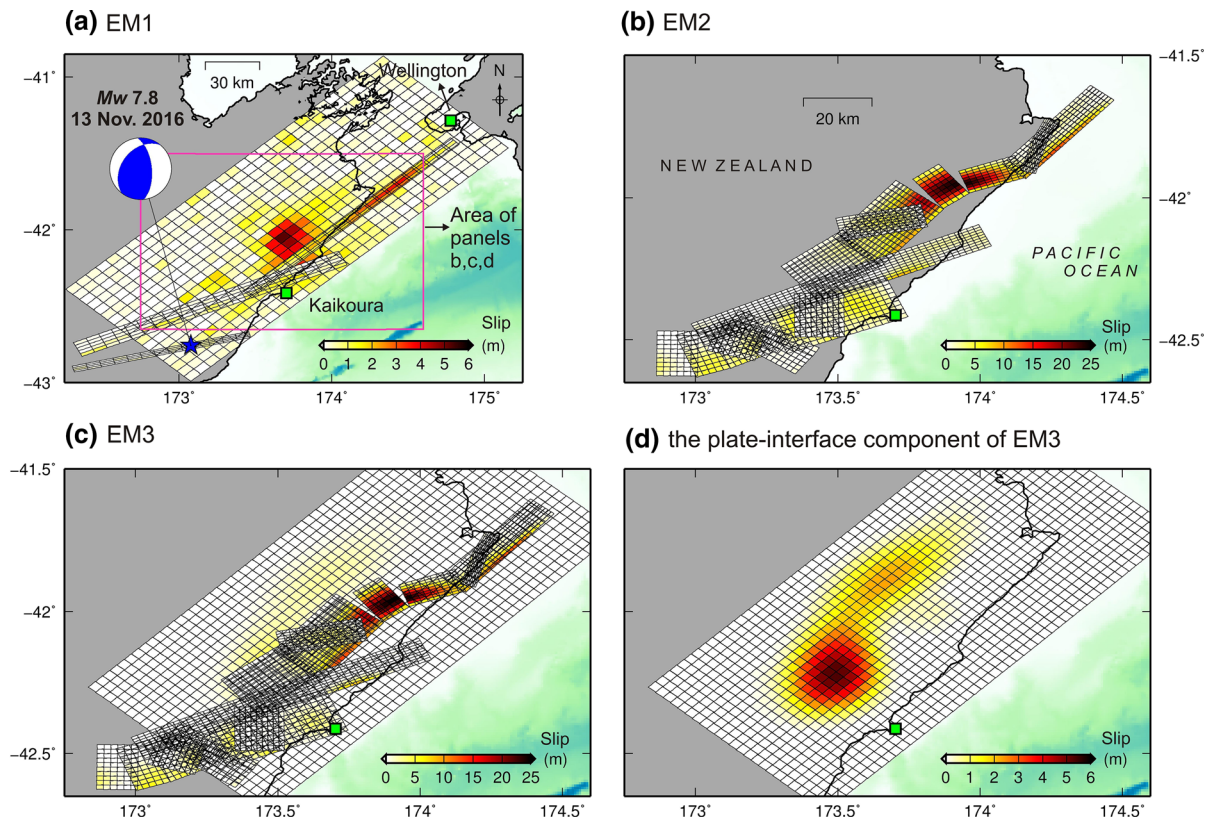 (a) EM1
30 km
Wellington
N
Mw 7.8
13 Nov. 2016
Area of
panels
b,c,d
Kaikoura
Slip
(m)
0 1 2 3 4 5 6
−41°
−42°
−43°
173° 174° 175°
(b) EM2
20 km
NEW ZEALAND
PACIFIC
OCEAN
Slip
(m)
0 5 10 15 20 25
−41.5°
−42°
−42.5°
173° 173.5° 174° 174.5°
(c) EM3
Slip
(m)
0 5 10 15 20 25
−41.5°
−42°
−42.5°
173° 173.5° 174° 174.5°
(d) the plate-interface component of EM3
Slip
(m)
0 1 2 3 4 5 6
173° 173.5° 174° 174.5°